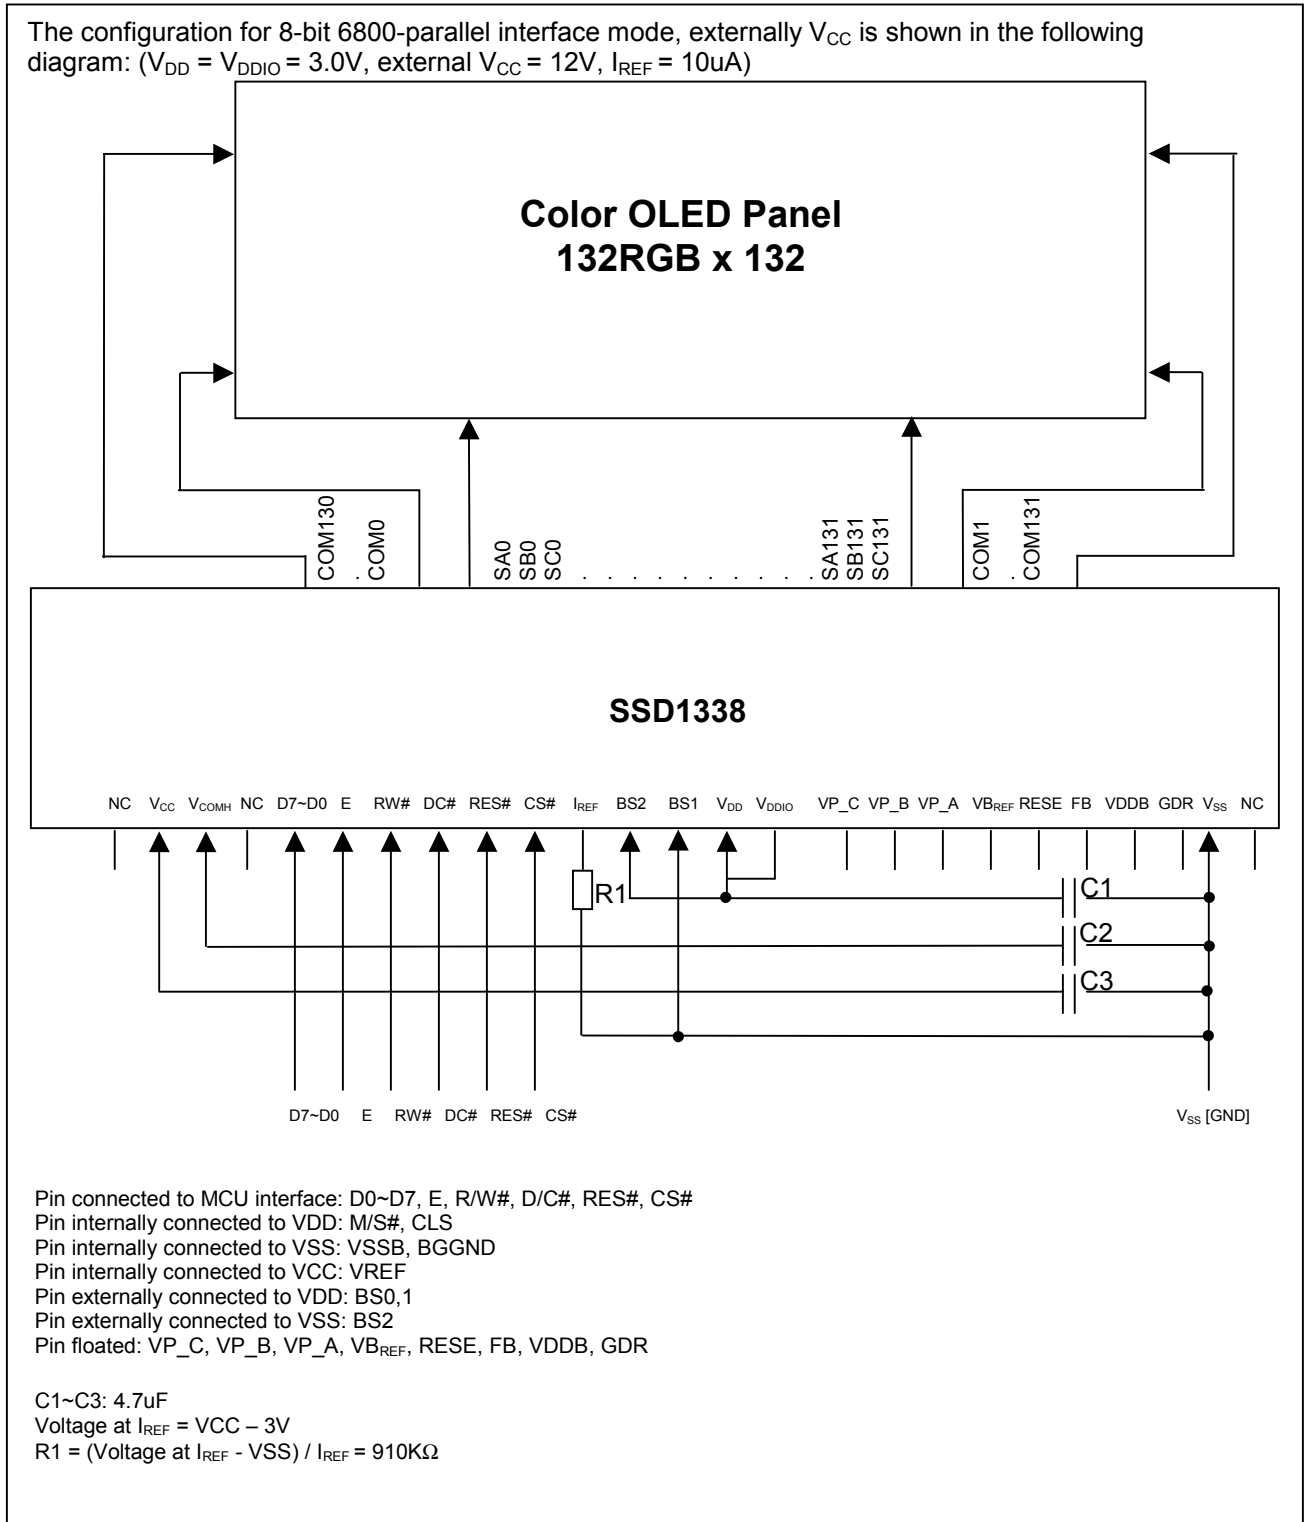 The configuration for 8-bit 6800-parallel interface mode, externally VCC is shown in the following
diagram: (VDD = VDDIO = 3.0V, external VCC = 12V, IREF = 10uA)
Color OLED Panel
132RGB x 132
COM130
.
COM0
SA0
SB0
SC0
. . . . . . . . . .
SA131
SB131
SC131
COM1
.
COM131
SSD1338
NC VCC VCOMH NC D7~D0 E RW# DC# RES# CS# IREF BS2 BS1 VDD VDDIO VP_C VP_B VP_A VBREF RESE FB VDDB GDR VSS NC
R1
C1
C2
C3
D7~D0 E RW# DC# RES# CS#
VSS [GND]
Pin connected to MCU interface: D0~D7, E, R/W#, D/C#, RES#, CS#
Pin internally connected to VDD: M/S#, CLS
Pin internally connected to VSS: VSSB, BGGND
Pin internally connected to VCC: VREF
Pin externally connected to VDD: BS0,1
Pin externally connected to VSS: BS2
Pin floated: VP_C, VP_B, VP_A, VBREF, RESE, FB, VDDB, GDR
C1~C3: 4.7uF
Voltage at IREF = VCC – 3V
R1 = (Voltage at IREF - VSS) / IREF = 910KΩ